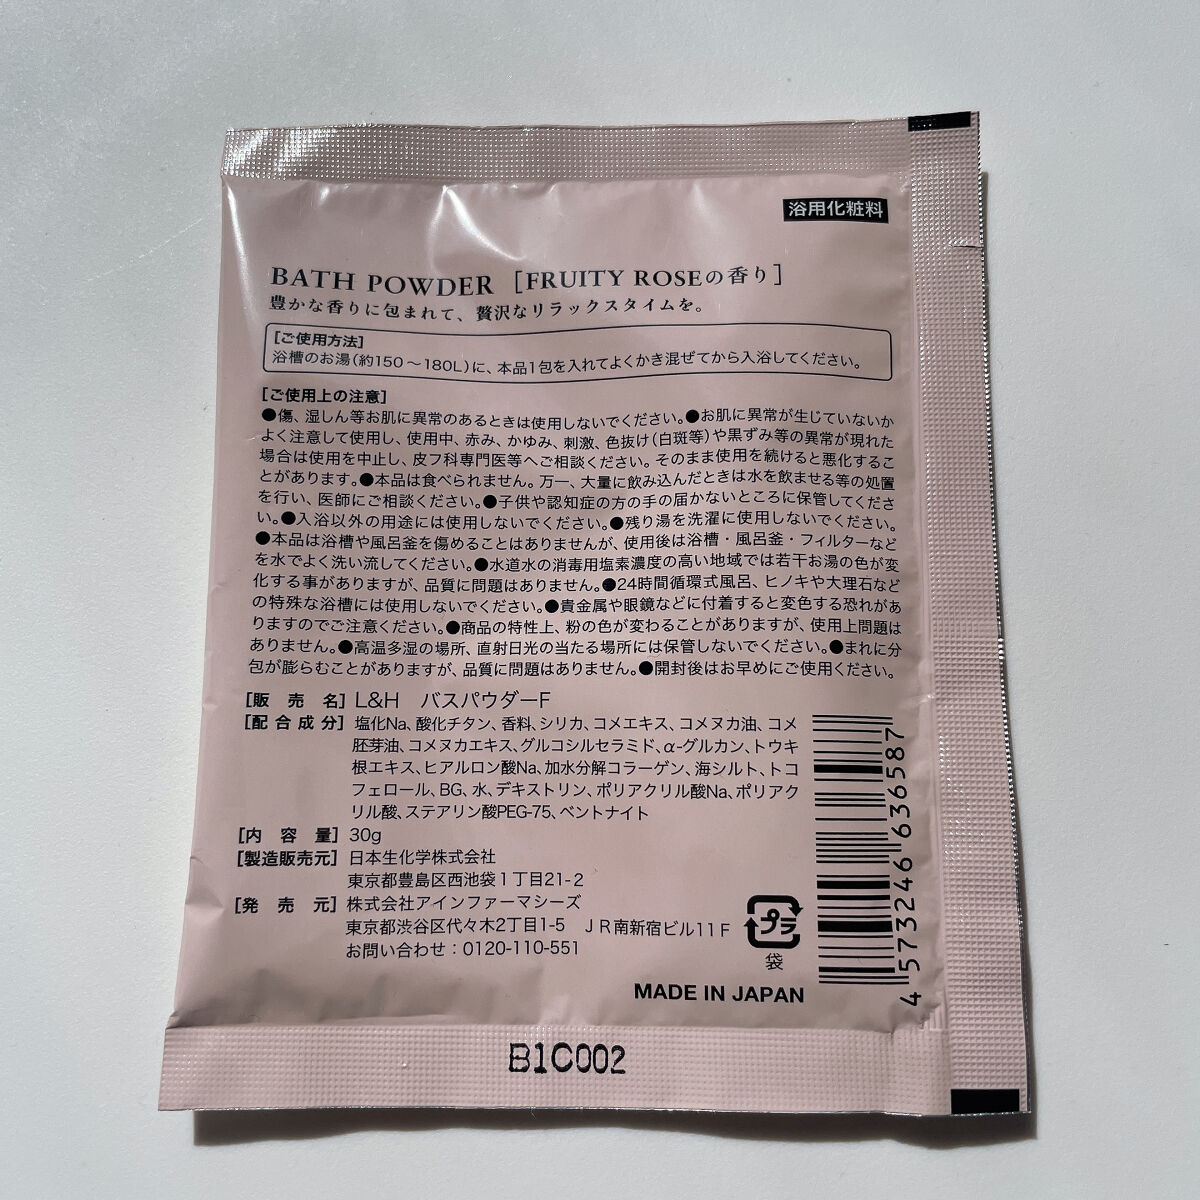 浴用化粧料
BATH POWDER [FRUITY ROSEの香り]
豊かな香りに包まれて、贅沢なリラックスタイムを。
[ご使用方法]
浴槽のお湯(約150〜180L)に、本品1包を入れてよくかき混ぜてから入浴してください。
[ご使用上の注意]
●傷、湿しん等お肌に異常のあるときは使用しないでください。●お肌に異常が生じていないか
よく注意して使用し、使用中、赤み、かゆみ、刺激、色抜け(白斑等)や黒ずみ等の異常が現れた
場合は使用を中止し、皮フ科専門医等へご相談ください。そのまま使用を続けると悪化するこ
とがあります。●本品は食べられません。万一、大量に飲み込んだときは水を飲ませる等の処置
を行い、医師にご相談ください。●子供や認知症の方の手の届かないところに保管してくださ
い。●入浴以外の用途には使用しないでください。●残り湯を洗濯に使用しないでください。
●本品は浴槽や風呂釜を傷めることはありませんが、使用後は浴槽・風呂釜・フィルターなど
を水でよく洗い流してください。●水道水の消毒用塩素濃度の高い地域では若干お湯の色が変
化する事がありますが、品質に問題はありません。●24時間循環式風呂、ヒノキや大理石など
の特殊な浴槽には使用しないでください。●貴金属や眼鏡などに付着すると変色する恐れがあ
りますのでご注意ください。●商品の特性上、粉の色が変わることがありますが、使用上問題は
ありません。●高温多湿の場所、直射日光の当たる場所には保管しないでください。●まれに分
包が膨らむことがありますが、品質に問題はありません。●開封後はお早めにご使用ください。
[販売名] L&H バスパウダーF
[配合成分] 塩化Na、酸化チタン、香料、シリカ、コメエキス、コメヌカ油、コメ
胚芽油、コメヌカエキス、グルコシルセラミド、α-グルカン、トウキ
根エキス、ヒアルロン酸Na、加水分解コラーゲン、海シルト、トコ
フェロール、BG、水、デキストリン、ポリアクリル酸Na、ポリアク
リル酸、ステアリン酸PEG-75、ベントナイト
[内容量] 30g
[製造販売元] 日本生化学株式会社
東京都豊島区西池袋1丁目21-2
[発売元] 株式会社アインファーマシーズ
東京都渋谷区代々木2丁目1-5 JR南新宿ビル11F
お問い合わせ:0120-110-551
プラ
袋
MADE IN JAPAN
4 573246 636587
B1C002